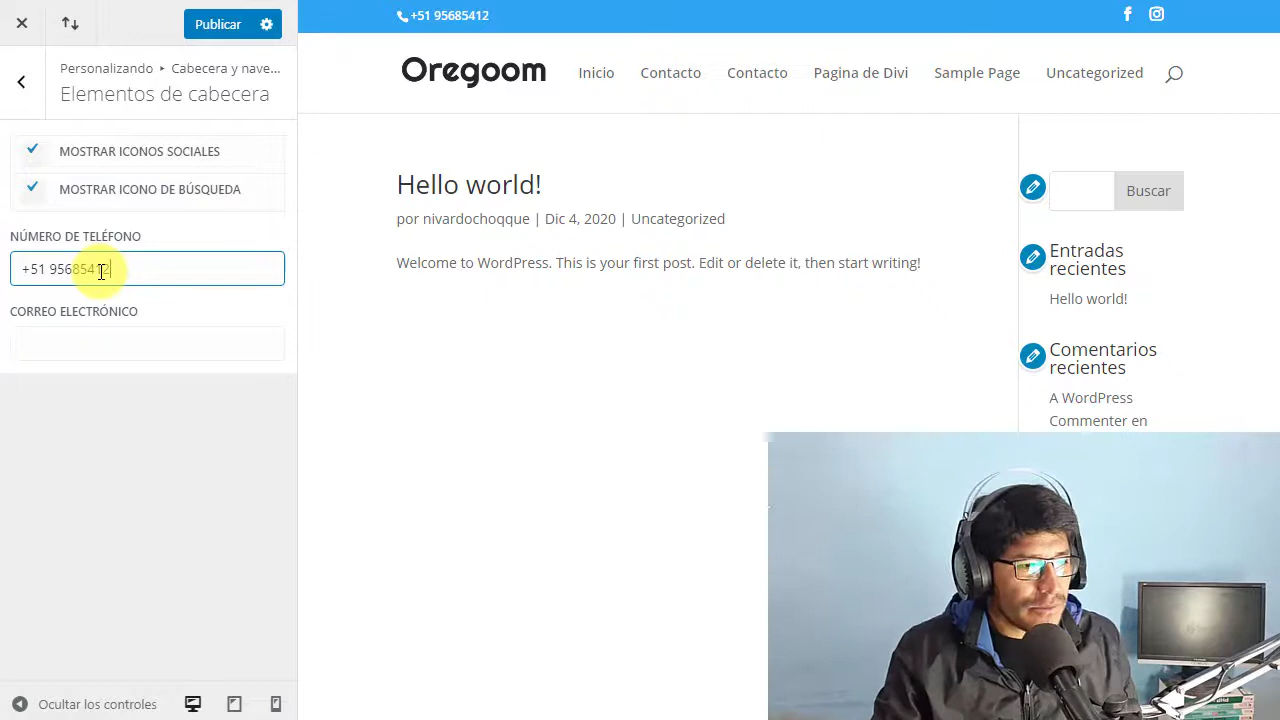 Publicar
Personalizando ▸ Cabecera y nave...
Elementos de cabecera
MOSTRAR ICONOS SOCIALES
MOSTRAR ICONO DE BÚSQUEDA
NÚMERO DE TELÉFONO
+51 95685412
CORREO ELECTRÓNICO
Ocultar los controles
+51 95685412
Oregoom
Inicio Contacto Contacto Pagina de Divi Sample Page Uncategorized
Hello world!
por nivardochoqque | Dic 4, 2020 | Uncategorized
Welcome to WordPress. This is your first post. Edit or delete it, then start writing!
Buscar
Entradas
recientes
Hello world!
Comentarios
recientes
A WordPress
Commenter en